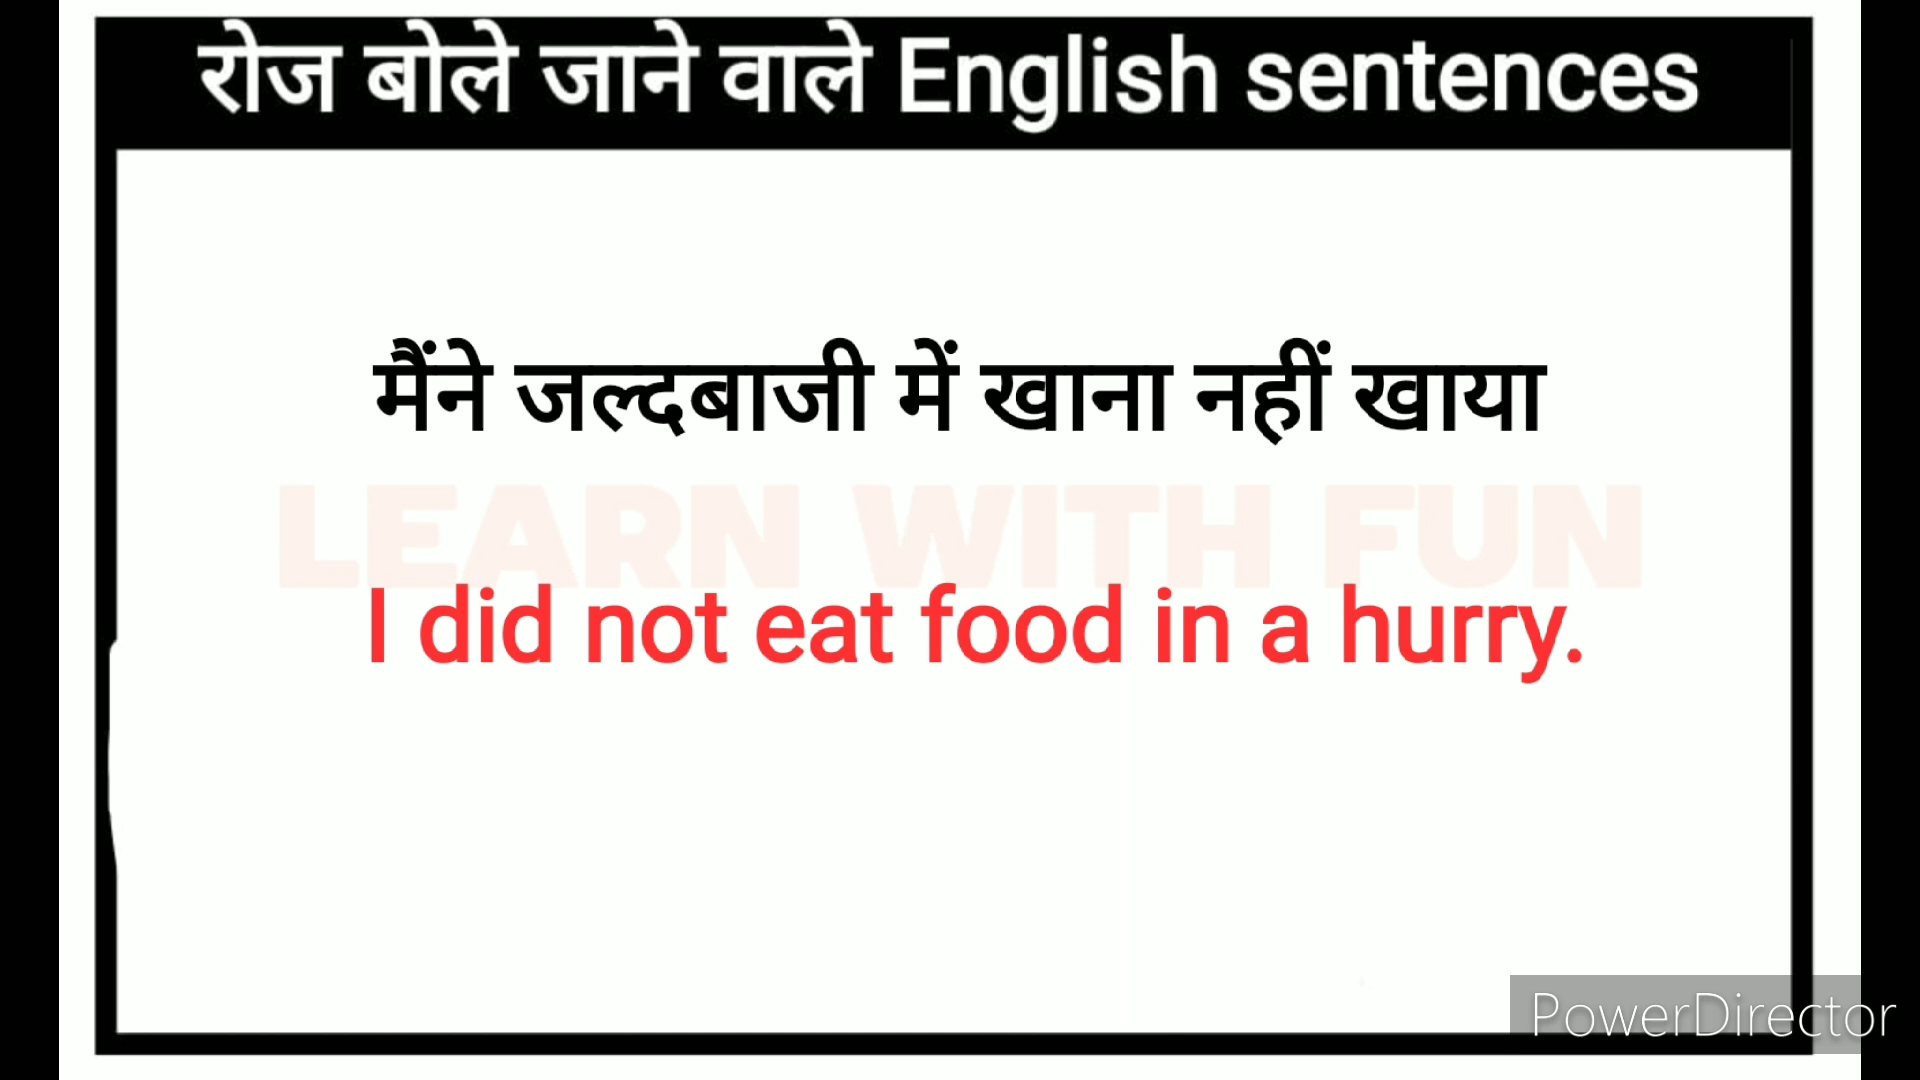 रोज बोले जाने वाले English sentences
मैंने जल्दबाजी में खाना नहीं खाया
LEARN WITH FUN
I did not eat food in a hurry.
PowerDirector